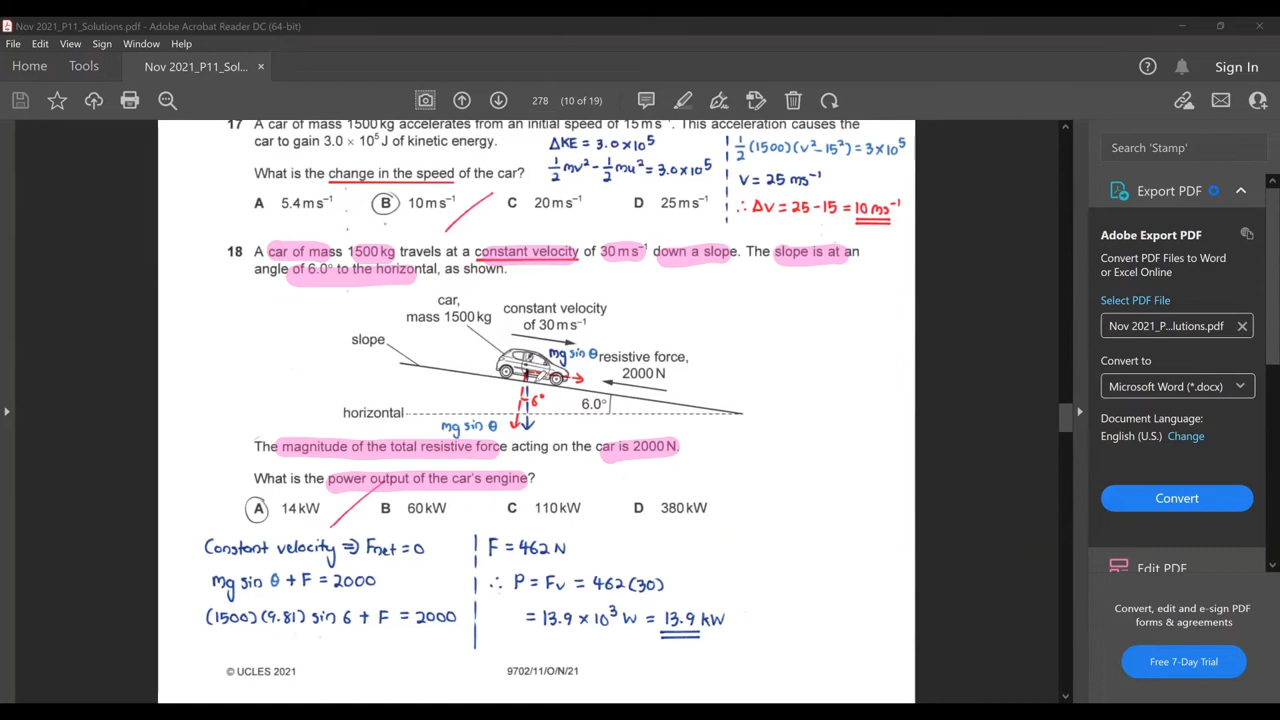 Nov 2021_P11_Solutions.pdf - Adobe Acrobat Reader DC (64-bit)
File Edit View Sign Window Help
Home Tools Nov 2021_P11_Sol... × Sign In
278 (10 of 19)
17 A car of mass 1500 kg accelerates from an initial speed of 15 m s⁻¹. This acceleration causes the
car to gain 3.0 × 10⁵ J of kinetic energy.
ΔKE = 3.0×10⁵
½mv² − ½mu² = 3.0×10⁵
½(1500)(v²−15²) = 3×10⁵
v = 25 ms⁻¹
∴ Δv = 25 − 15 = 10 ms⁻¹
What is the change in the speed of the car?
A 5.4 m s⁻¹ B 10 m s⁻¹ C 20 m s⁻¹ D 25 m s⁻¹
18 A car of mass 1500 kg travels at a constant velocity of 30 m s⁻¹ down a slope. The slope is at an
angle of 6.0° to the horizontal, as shown.
car,
mass 1500 kg
constant velocity
of 30 m s⁻¹
slope
mg sin θ
resistive force,
2000 N
6°
6.0°
horizontal
mg sin θ
The magnitude of the total resistive force acting on the car is 2000 N.
What is the power output of the car's engine?
A 14 kW B 60 kW C 110 kW D 380 kW
Constant velocity ⇒ Fnet = 0
mg sin θ + F = 2000
(1500)(9.81) sin 6 + F = 2000
F = 462 N
∴ P = Fv = 462(30)
= 13.9 × 10³ W = 13.9 kW
© UCLES 2021 9702/11/O/N/21
Search 'Stamp'
Export PDF
Adobe Export PDF
Convert PDF Files to Word
or Excel Online
Select PDF File
Nov 2021_P...lutions.pdf
Convert to
Microsoft Word (*.docx)
Document Language:
English (U.S.) Change
Convert
Edit PDF
Convert, edit and e-sign PDF
forms & agreements
Free 7-Day Trial